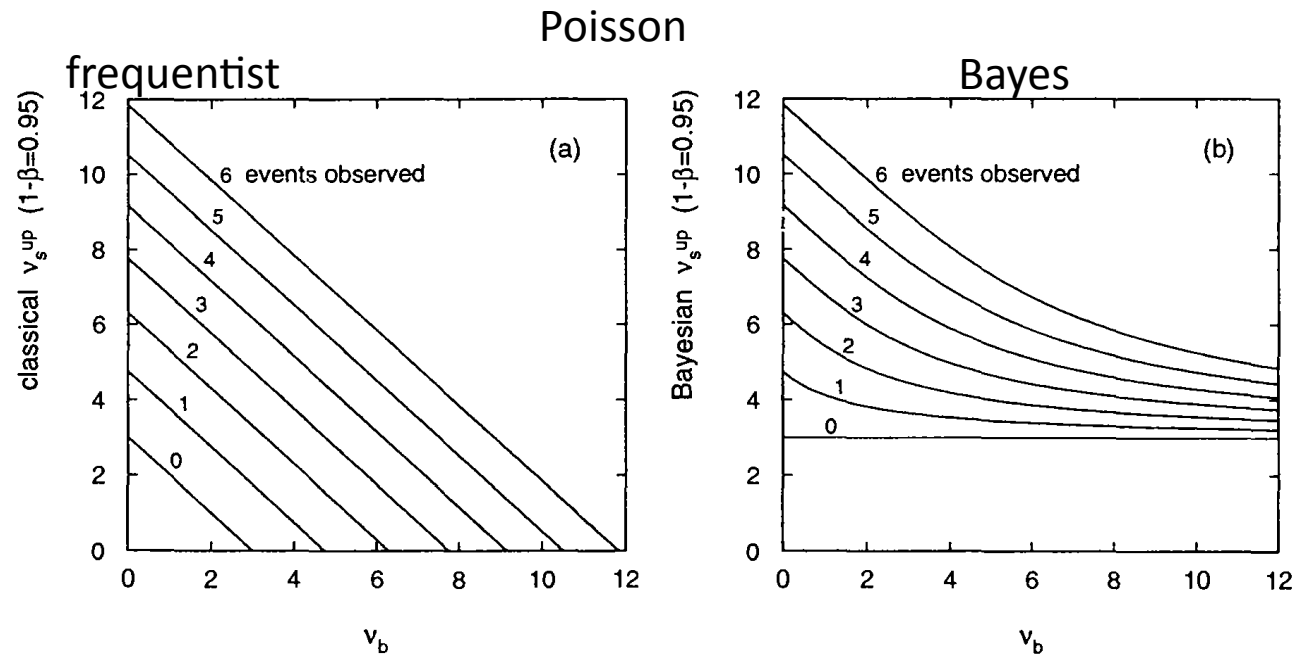 Poisson
frequentist
Bayes
classical ν_s^up (1-β=0.95)
12
10
8
6
4
2
0
(a)
6 events observed
5
4
3
2
1
0
0 2 4 6 8 10 12
ν_b
Bayesian ν_s^up (1-β=0.95)
12
10
8
6
4
2
0
(b)
6 events observed
5
4
3
2
1
0
0 2 4 6 8 10 12
ν_b